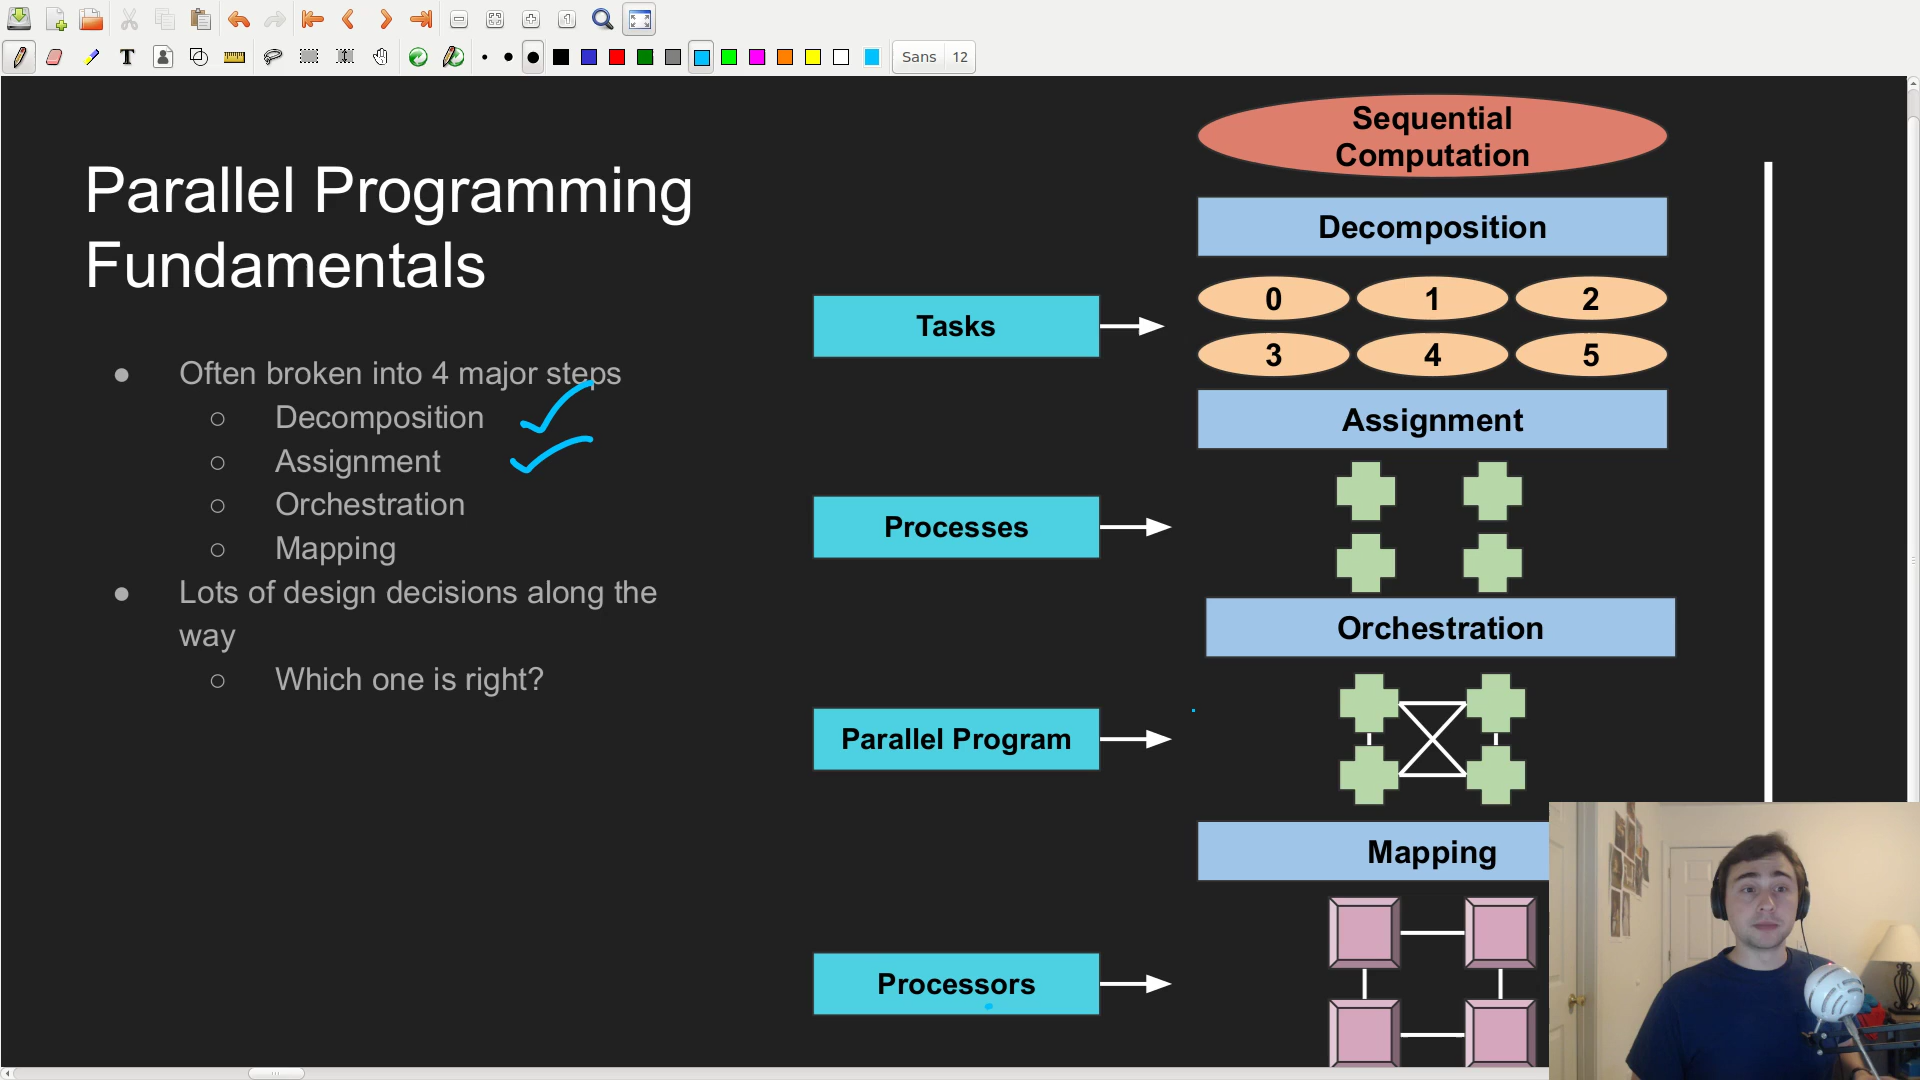 Sans 12
Parallel Programming
Fundamentals
Often broken into 4 major steps
Decomposition
Assignment
Orchestration
Mapping
Lots of design decisions along the
way
Which one is right?
Sequential
Computation
Decomposition
Tasks
0 1 2
3 4 5
Assignment
Processes
Orchestration
Parallel Program
Mapping
Processors